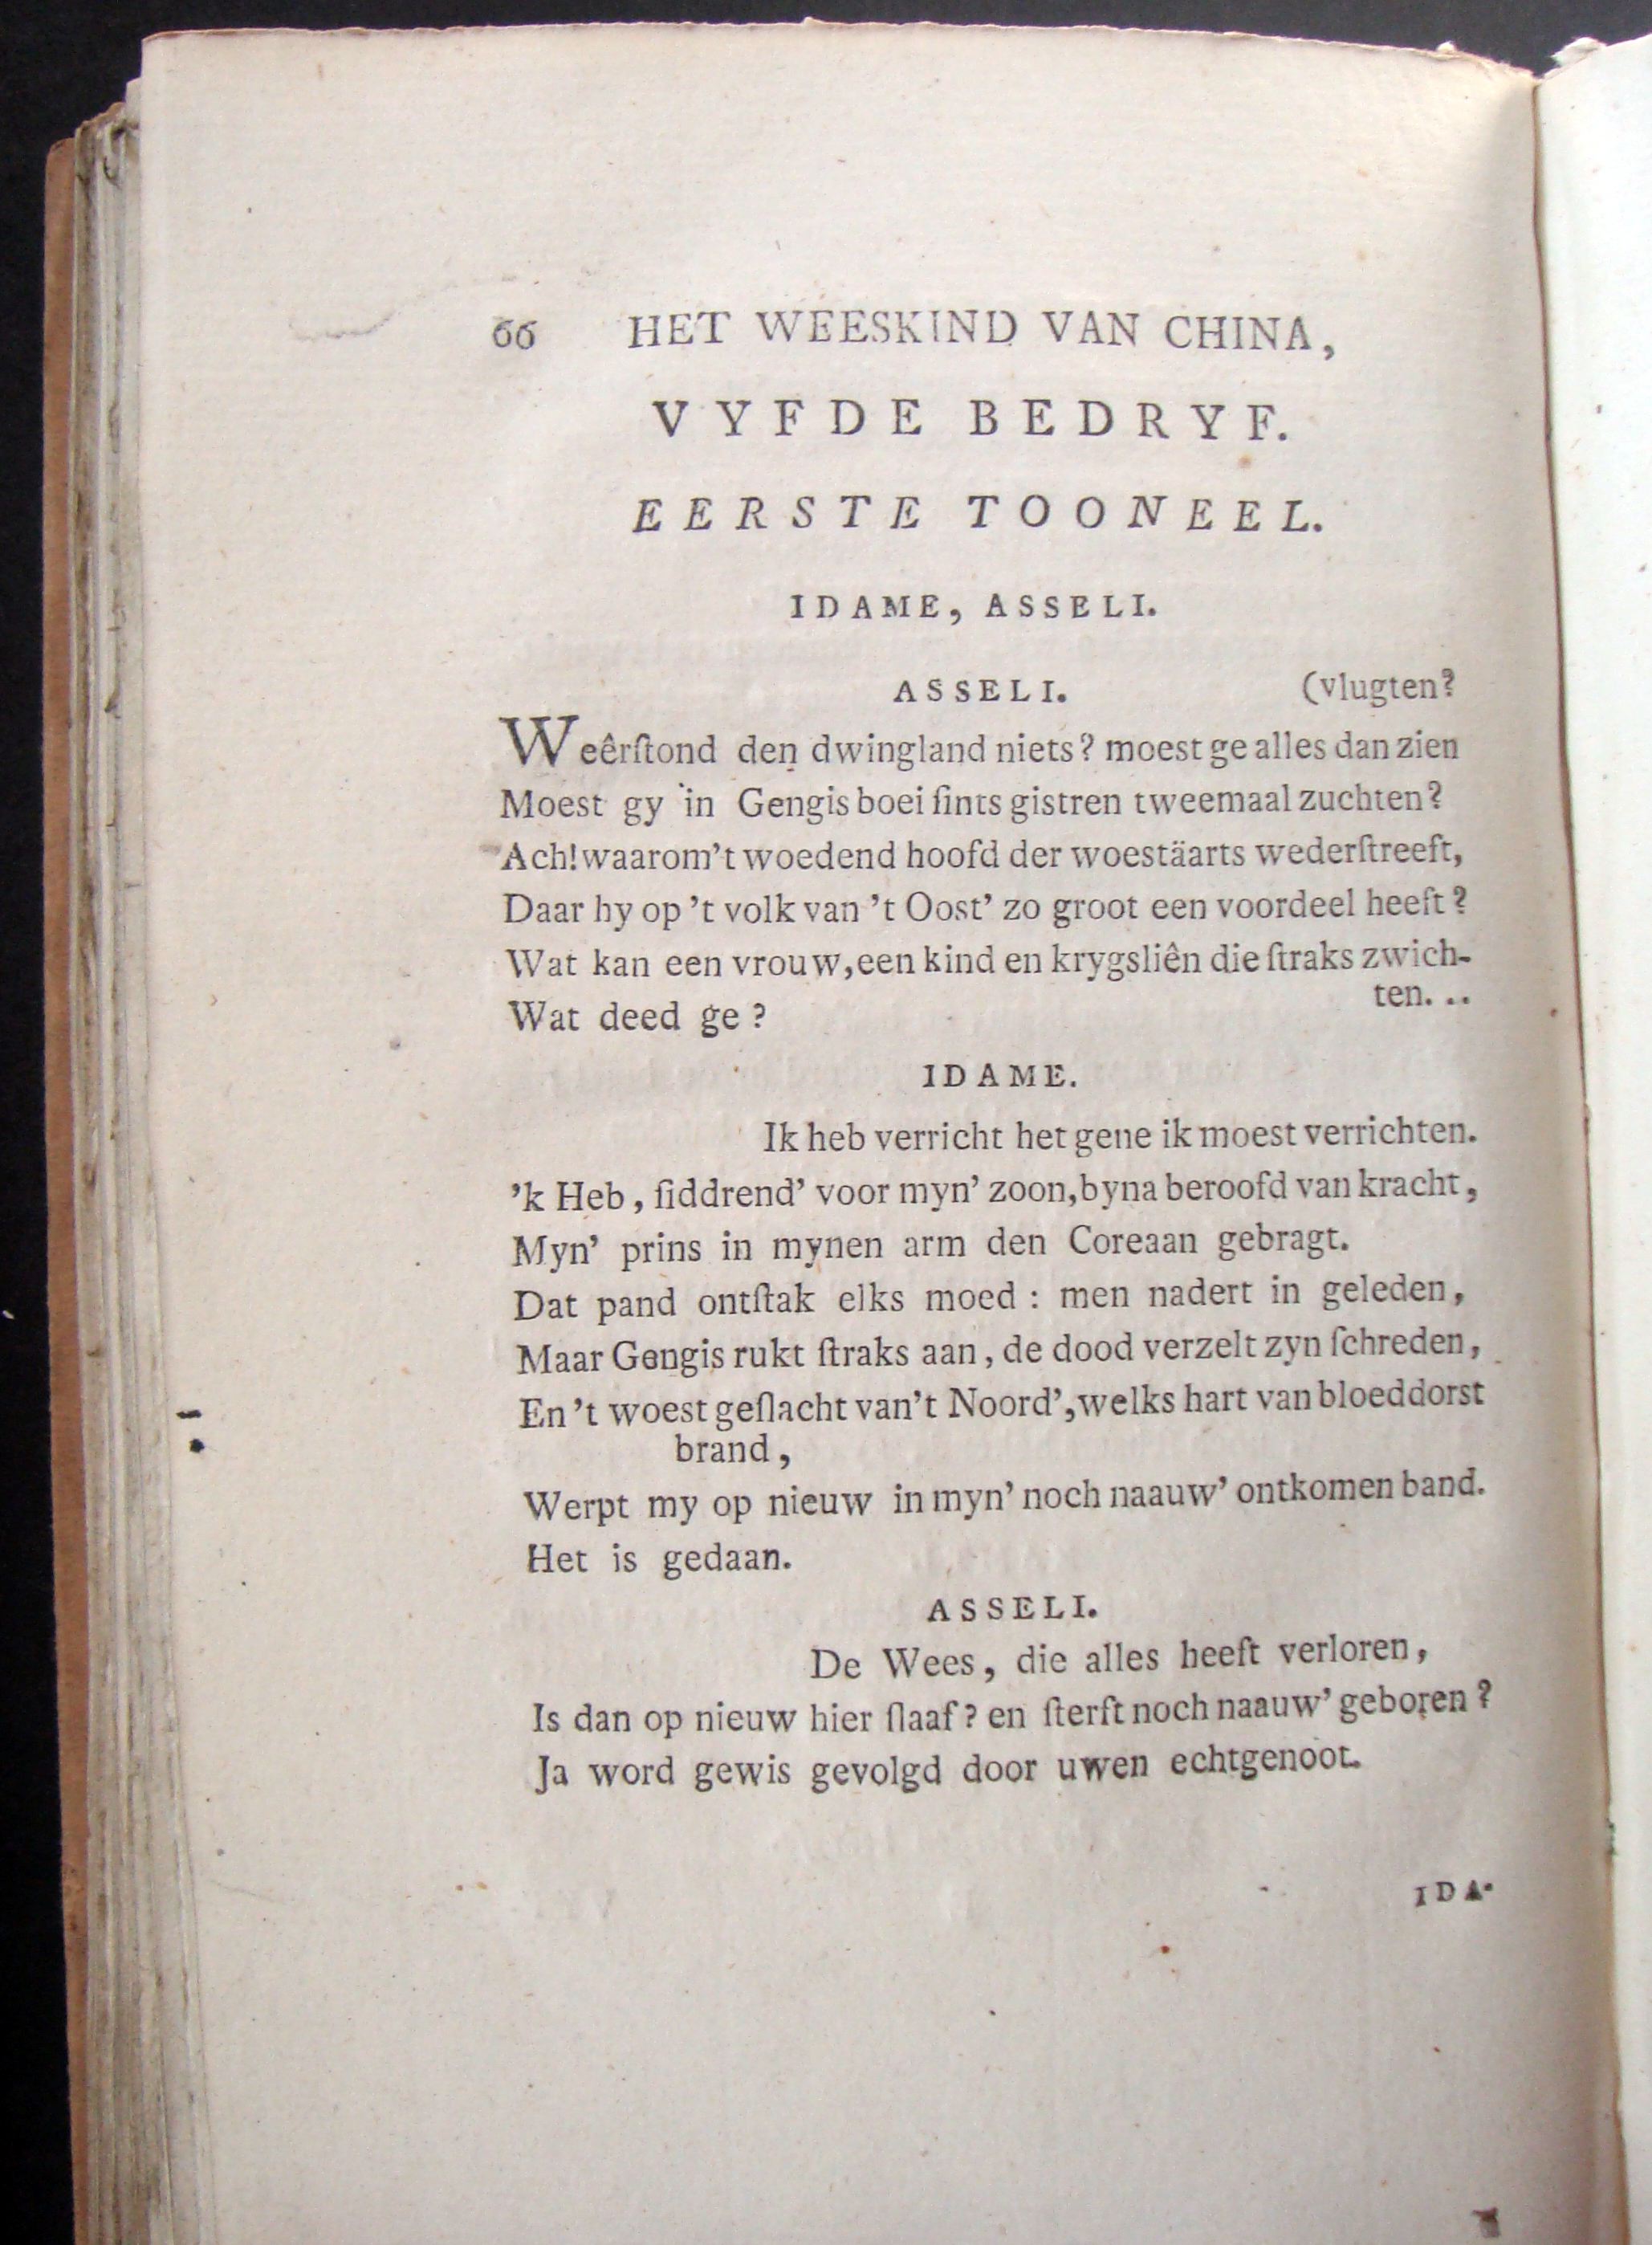 66 HET WEESKIND VAN CHINA,
VYFDE BEDRYF.
EERSTE TOONEEL.
IDAME, ASSELI.
ASSELI. (vlugten?
Weêrſtond den dwingland niets? moest ge alles dan zien
Moest gy in Gengis boei ſints gistren tweemaal zuchten?
Ach! waarom 't woedend hoofd der woestäarts wederſtreeft,
Daar hy op 't volk van 't Oost' zo groot een voordeel heeft?
Wat kan een vrouw, een kind en krygsliên die ſtraks zwich-
ten...
Wat deed ge?
IDAME.
Ik heb verricht het gene ik moest verrichten.
'k Heb, ſiddrend' voor myn' zoon, byna beroofd van kracht,
Myn' prins in mynen arm den Coreaan gebragt.
Dat pand ontſtak elks moed: men nadert in geleden,
Maar Gengis rukt ſtraks aan, de dood verzelt zyn ſchreden,
En 't woest geſlacht van 't Noord', welks hart van bloeddorst
brand,
Werpt my op nieuw in myn' noch naauw' ontkomen band.
Het is gedaan.
ASSELI.
De Wees, die alles heeft verloren,
Is dan op nieuw hier ſlaaf? en ſterft noch naauw' geboren?
Ja word gewis gevolgd door uwen echtgenoot.
IDA-